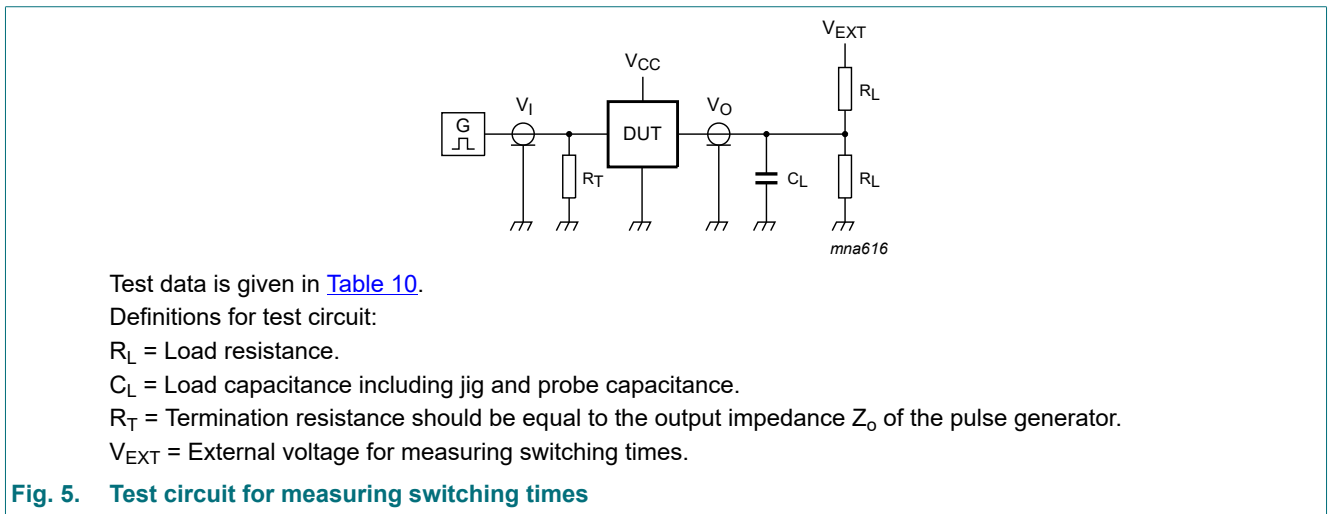 VEXT
VCC
RL
VI
VO
G
DUT
RT
CL
RL
mna616
Test data is given in Table 10.
Definitions for test circuit:
RL = Load resistance.
CL = Load capacitance including jig and probe capacitance.
RT = Termination resistance should be equal to the output impedance Zo of the pulse generator.
VEXT = External voltage for measuring switching times.
Fig. 5. Test circuit for measuring switching times